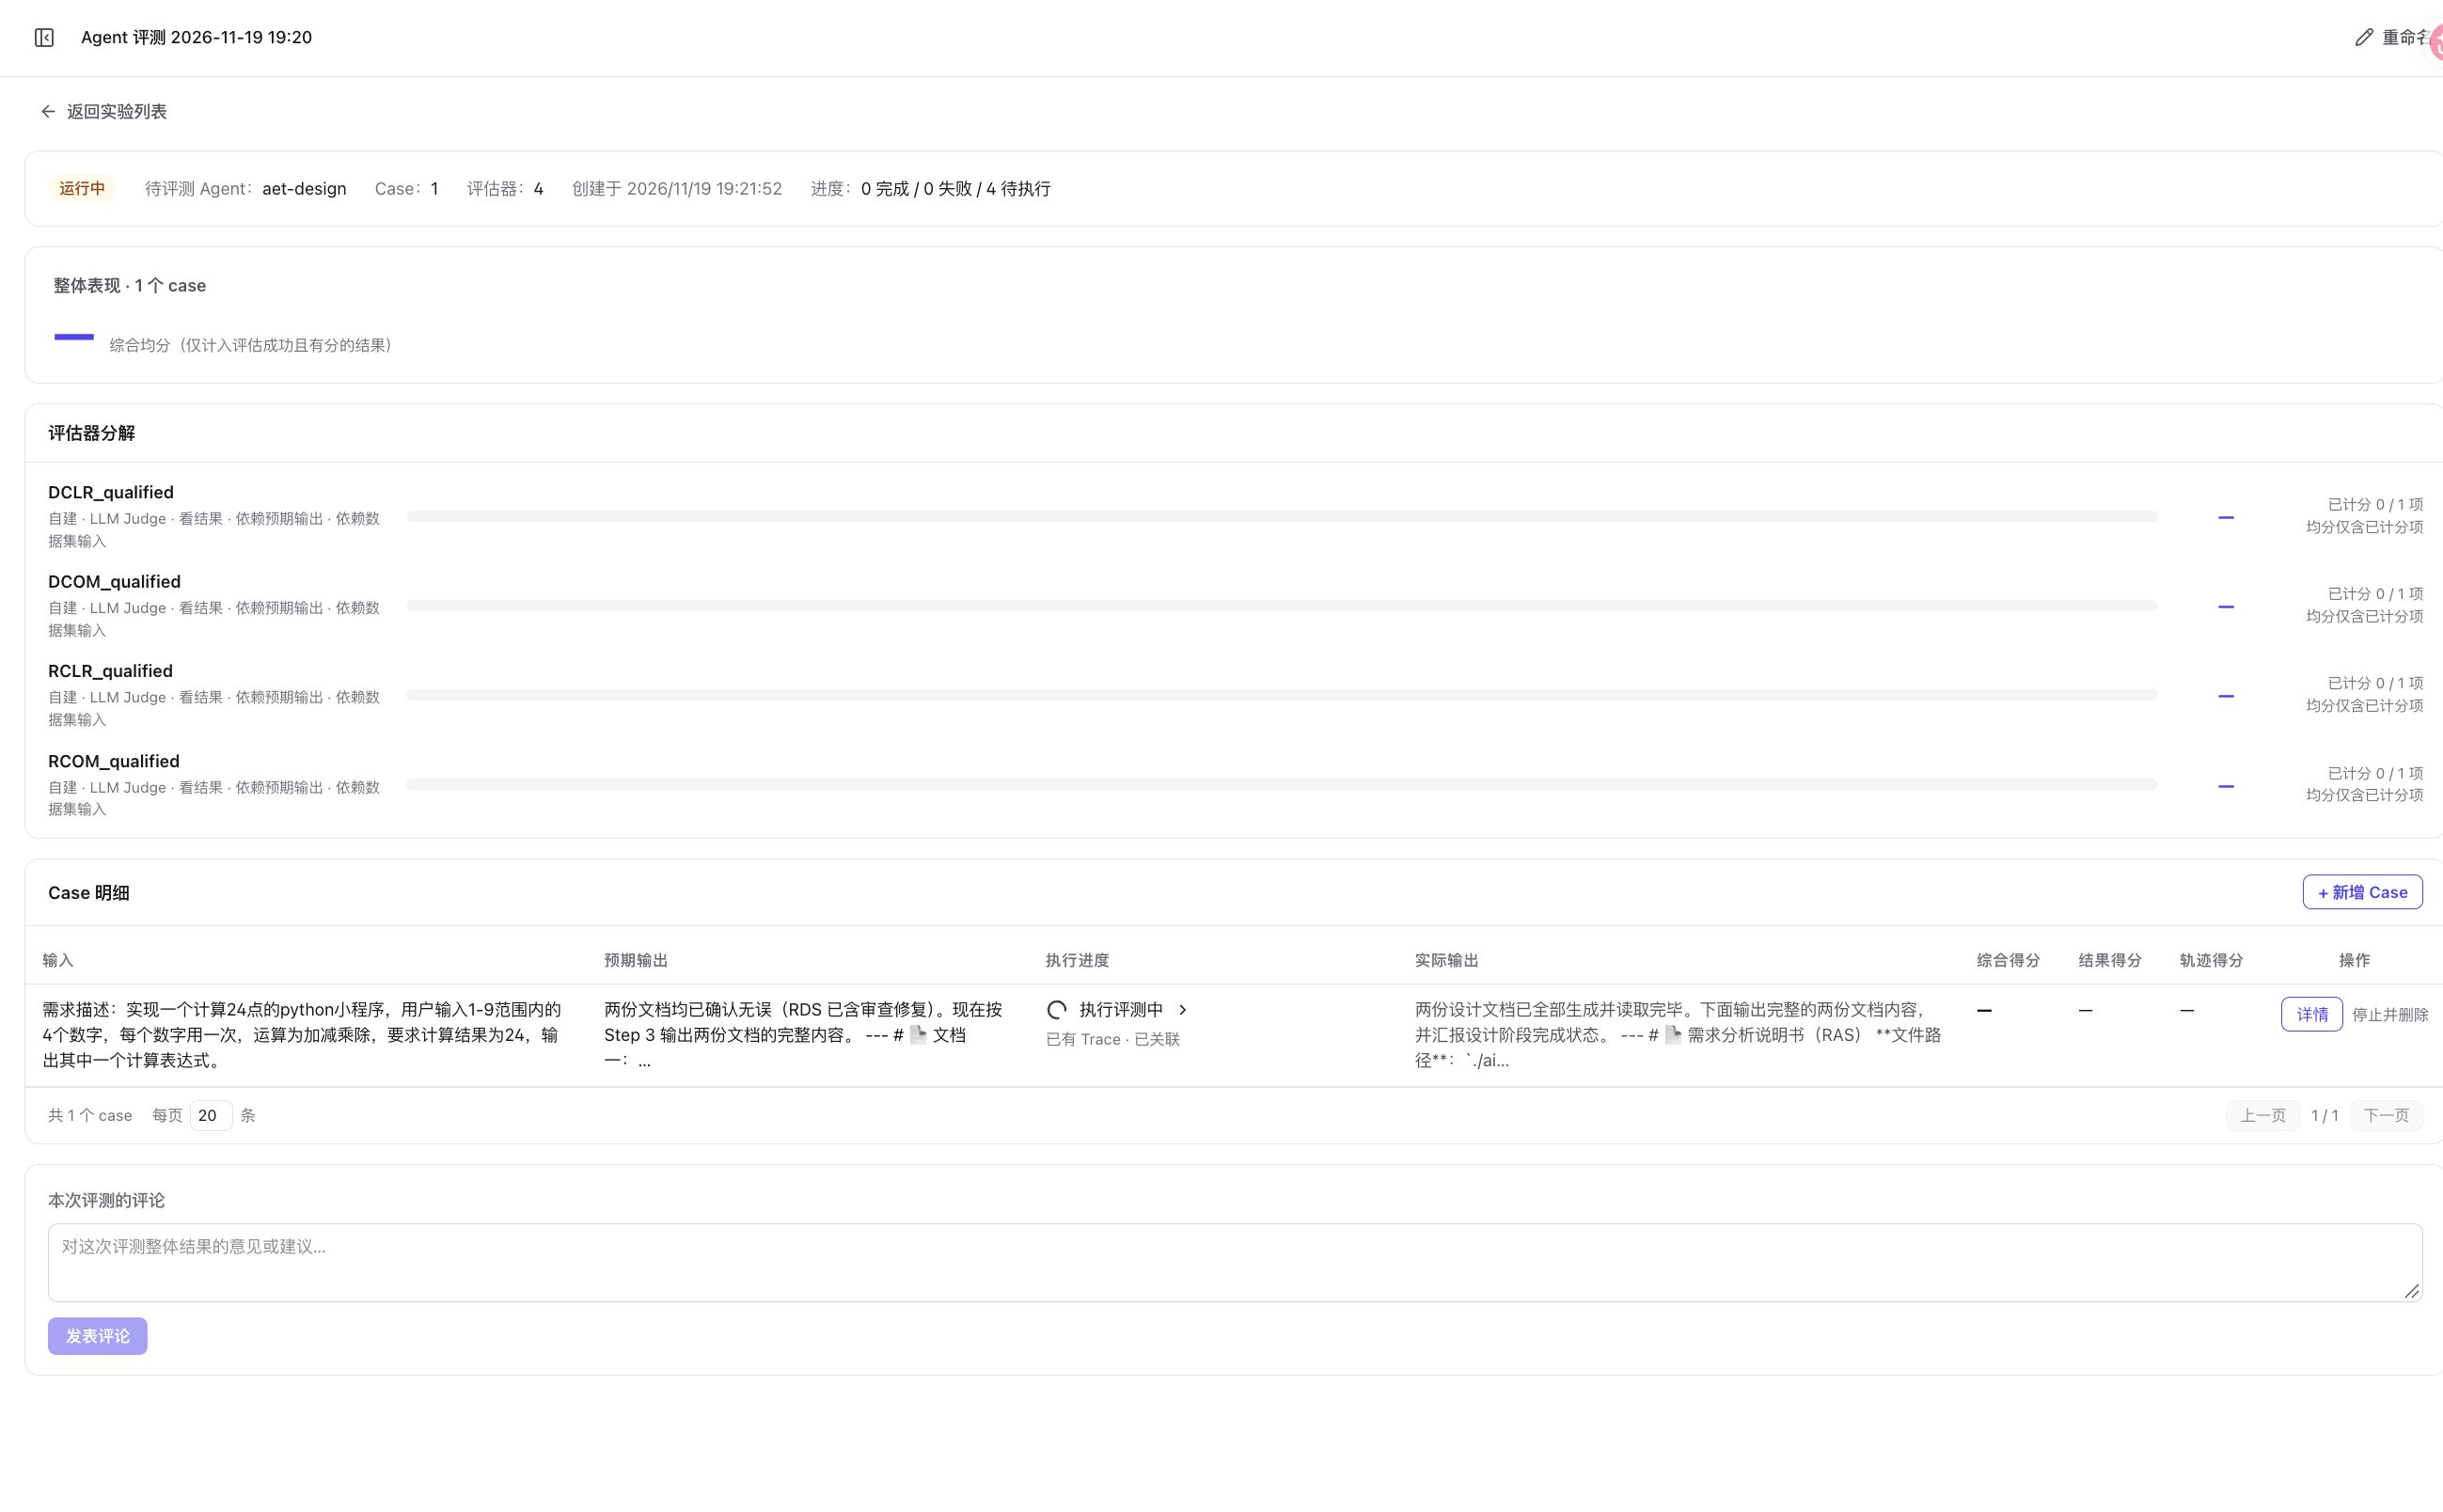 Agent 评测 2026-11-19 19:20
重命名
返回实验列表
运行中 待评测 Agent：aet-design Case：1 评估器：4 创建于 2026/11/19 19:21:52 进度：0 完成 / 0 失败 / 4 待执行
整体表现 · 1 个 case
— 综合均分（仅计入评估成功且有分的结果）
评估器分解
DCLR_qualified
自建 · LLM Judge · 看结果 · 依赖预期输出 · 依赖数
据集输入
—
已计分 0 / 1 项
均分仅含已计分项
DCOM_qualified
自建 · LLM Judge · 看结果 · 依赖预期输出 · 依赖数
据集输入
—
已计分 0 / 1 项
均分仅含已计分项
RCLR_qualified
自建 · LLM Judge · 看结果 · 依赖预期输出 · 依赖数
据集输入
—
已计分 0 / 1 项
均分仅含已计分项
RCOM_qualified
自建 · LLM Judge · 看结果 · 依赖预期输出 · 依赖数
据集输入
—
已计分 0 / 1 项
均分仅含已计分项
Case 明细
+ 新增 Case
输入 预期输出 执行进度 实际输出 综合得分 结果得分 轨迹得分 操作
需求描述：实现一个计算24点的python小程序，用户输入1-9范围内的
4个数字，每个数字用一次，运算为加减乘除，要求计算结果为24，输
出其中一个计算表达式。
两份文档均已确认无误（RDS 已含审查修复）。现在按
Step 3 输出两份文档的完整内容。 --- # 📄 文档
一：...
执行评测中
已有 Trace · 已关联
两份设计文档已全部生成并读取完毕。下面输出完整的两份文档内容，
并汇报设计阶段完成状态。 --- # 📄 需求分析说明书（RAS） **文件路
径**：`./ai...
— — —
详情 停止并删除
共 1 个 case 每页 20 条
上一页 1 / 1 下一页
本次评测的评论
对这次评测整体结果的意见或建议...
发表评论